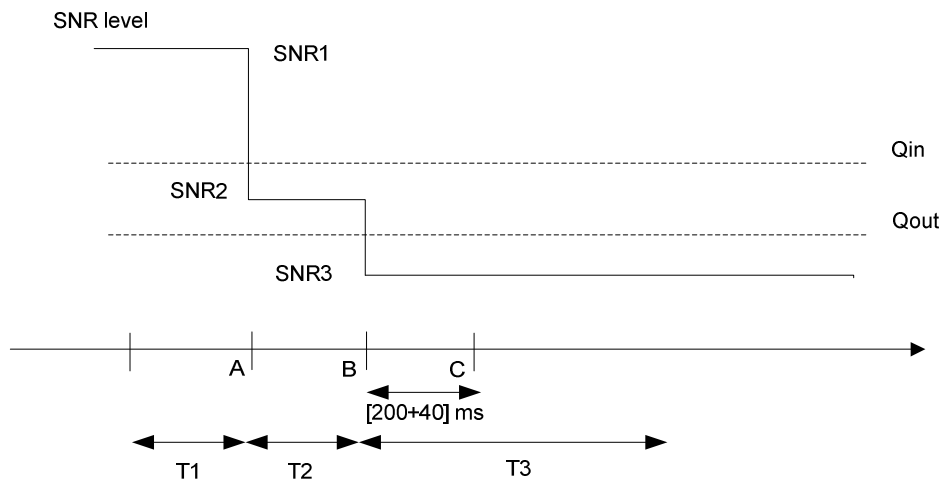 SNR level
SNR1
Qin
SNR2
Qout
SNR3
A
B
C
[200+40] ms
T1
T2
T3